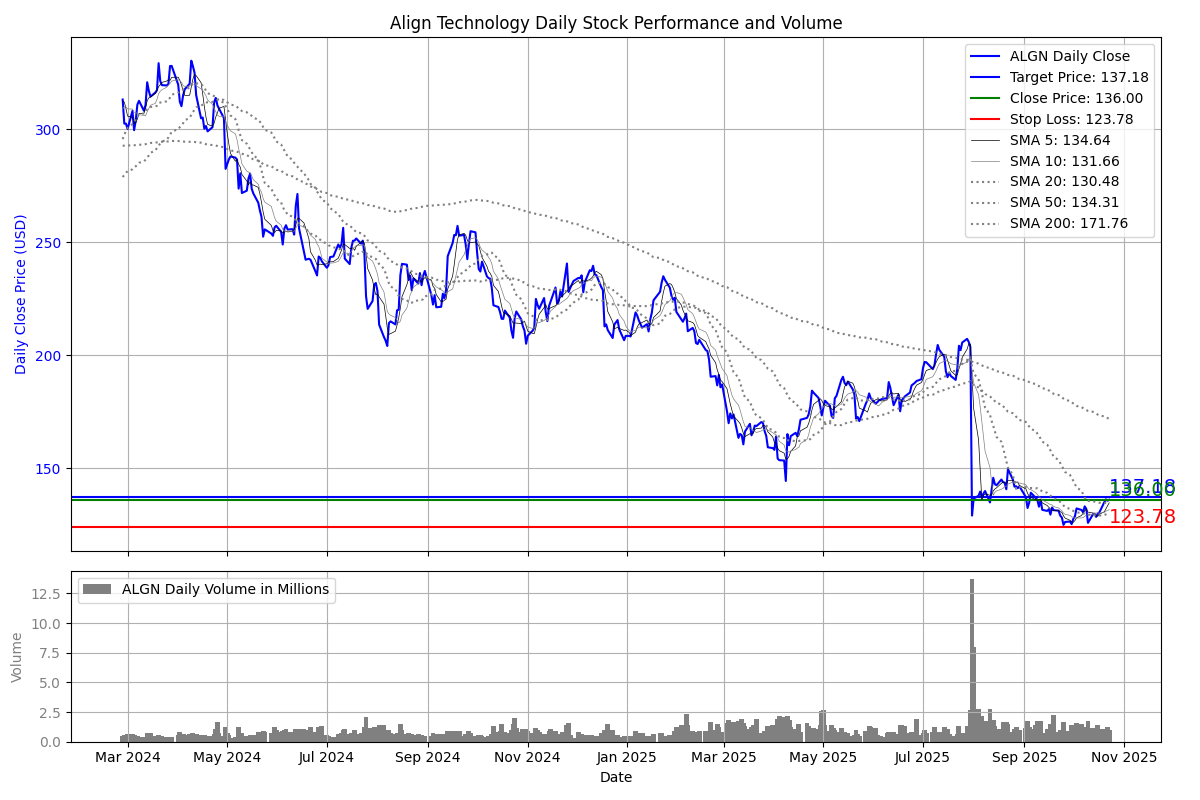 Align Technology Daily Stock Performance and Volume
Daily Close Price (USD)
300
250
200
150
ALGN Daily Close
Target Price: 137.18
Close Price: 136.00
Stop Loss: 123.78
SMA 5: 134.64
SMA 10: 131.66
SMA 20: 130.48
SMA 50: 134.31
SMA 200: 171.76
137.18
136.00
123.78
ALGN Daily Volume in Millions
Volume
12.5
10.0
7.5
5.0
2.5
0.0
Mar 2024
May 2024
Jul 2024
Sep 2024
Nov 2024
Jan 2025
Mar 2025
May 2025
Jul 2025
Sep 2025
Nov 2025
Date